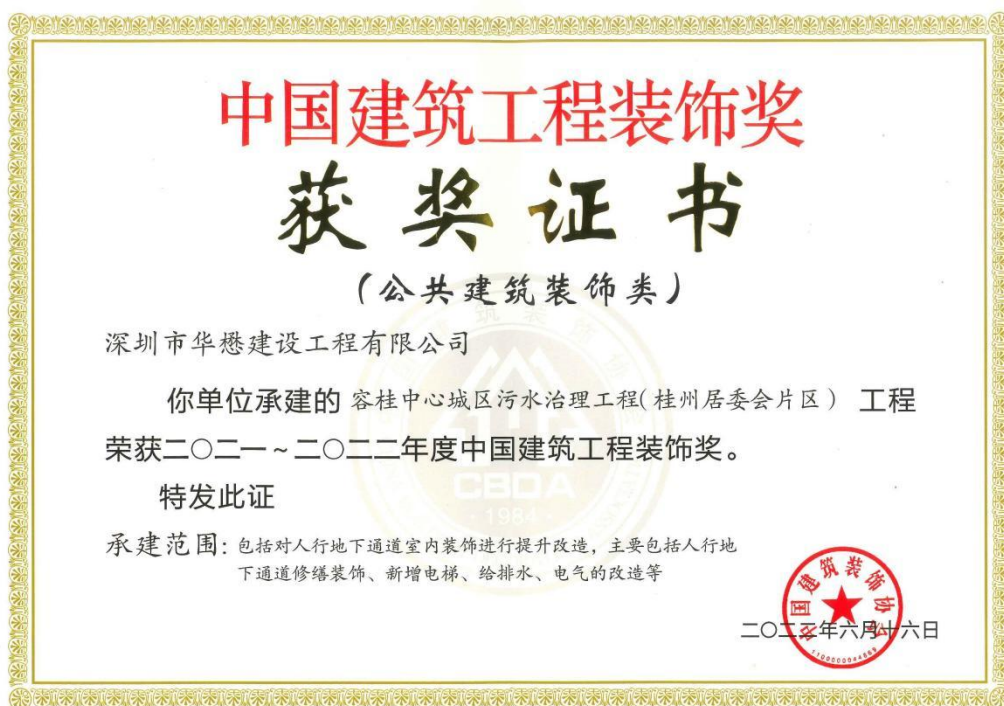 中国建筑工程装饰奖
获奖证书
(公共建筑装饰类)
深圳市华懋建设工程有限公司
你单位承建的 容桂中心城区污水治理工程(桂州居委会片区) 工程
荣获二〇二一~二〇二二年度中国建筑工程装饰奖。
特发此证
承建范围:包括对人行地下通道室内装饰进行提升改造,主要包括人行地
下通道修缮装饰、新增电梯、给排水、电气的改造等
中国建筑装饰协会
二〇二三年六月十六日
CBDA
·1984·